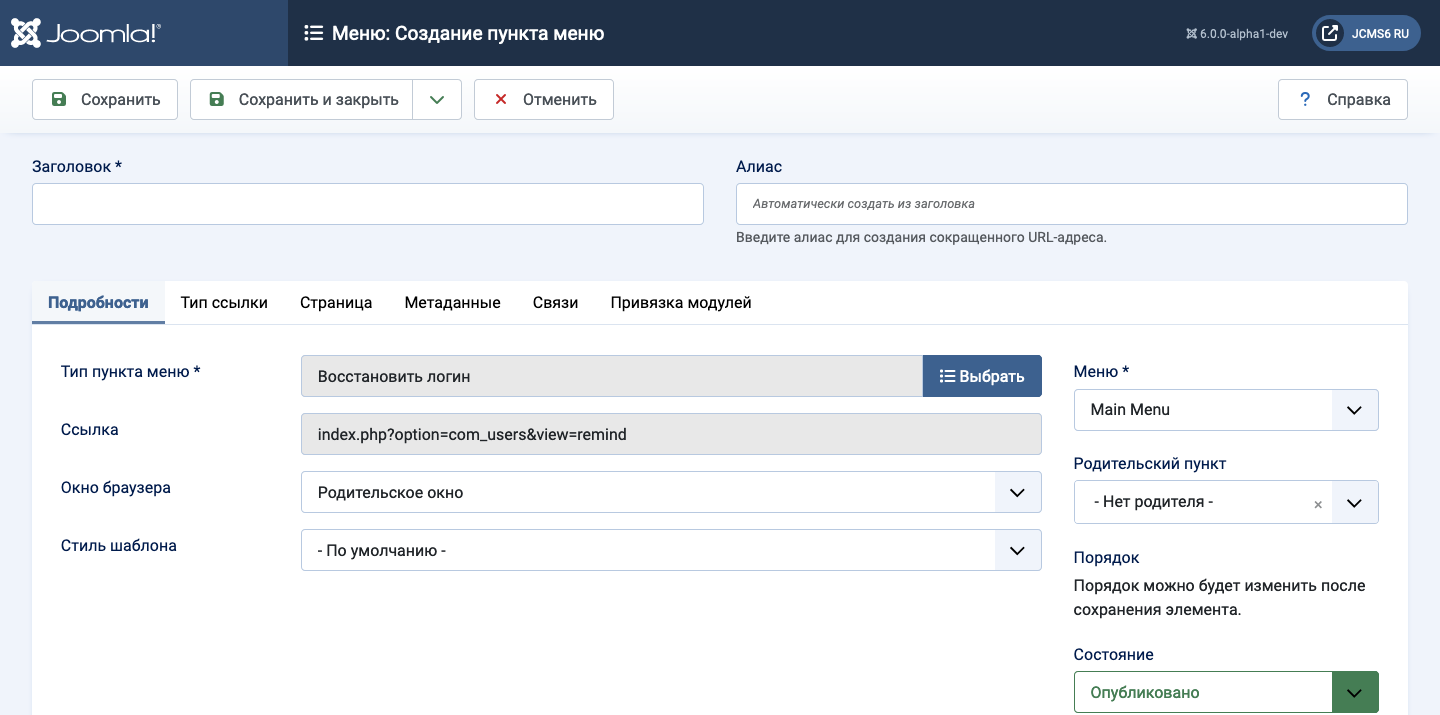 Joomla!®
Меню: Создание пункта меню
6.0.0-alpha1-dev
JCMS6 RU
Сохранить
Сохранить и закрыть
Отменить
? Справка
Заголовок *
Алиас
Автоматически создать из заголовка
Введите алиас для создания сокращенного URL-адреса.
Подробности
Тип ссылки
Страница
Метаданные
Связи
Привязка модулей
Тип пункта меню *
Восстановить логин
Выбрать
Ссылка
index.php?option=com_users&view=remind
Окно браузера
Родительское окно
Стиль шаблона
- По умолчанию -
Меню *
Main Menu
Родительский пункт
- Нет родителя -
×
Порядок
Порядок можно будет изменить после
сохранения элемента.
Состояние
Опубликовано